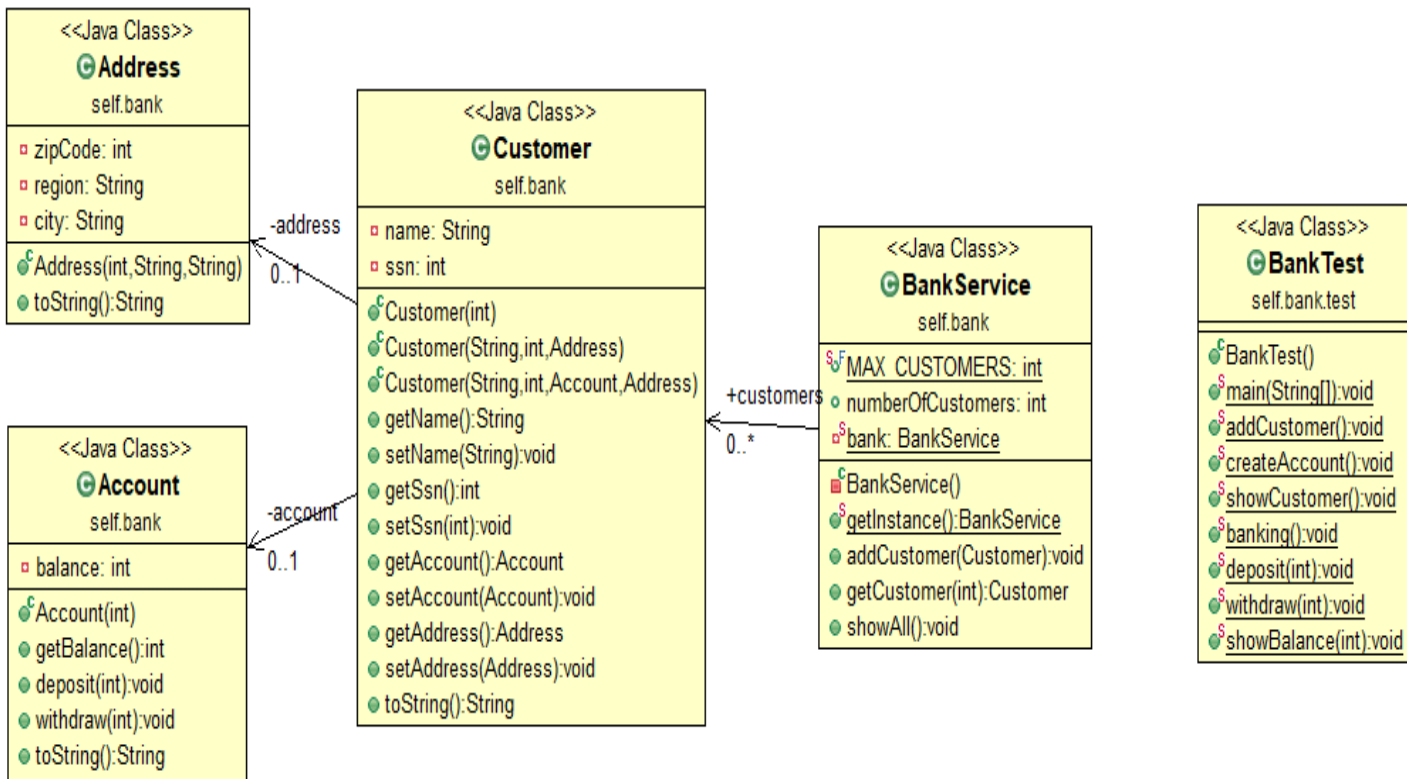 <<Java Class>>
Address
self.bank
zipCode: int
region: String
city: String
Address(int,String,String)
toString():String
-address
0..1
<<Java Class>>
Account
self.bank
balance: int
Account(int)
getBalance():int
deposit(int):void
withdraw(int):void
toString():String
-account
0..1
<<Java Class>>
Customer
self.bank
name: String
ssn: int
Customer(int)
Customer(String,int,Address)
Customer(String,int,Account,Address)
getName():String
setName(String):void
getSsn():int
setSsn(int):void
getAccount():Account
setAccount(Account):void
getAddress():Address
setAddress(Address):void
toString():String
+customers
0..*
<<Java Class>>
BankService
self.bank
MAX_CUSTOMERS: int
numberOfCustomers: int
bank: BankService
BankService()
getInstance():BankService
addCustomer(Customer):void
getCustomer(int):Customer
showAll():void
<<Java Class>>
BankTest
self.bank.test
BankTest()
main(String[]):void
addCustomer():void
createAccount():void
showCustomer():void
banking():void
deposit(int):void
withdraw(int):void
showBalance(int):void